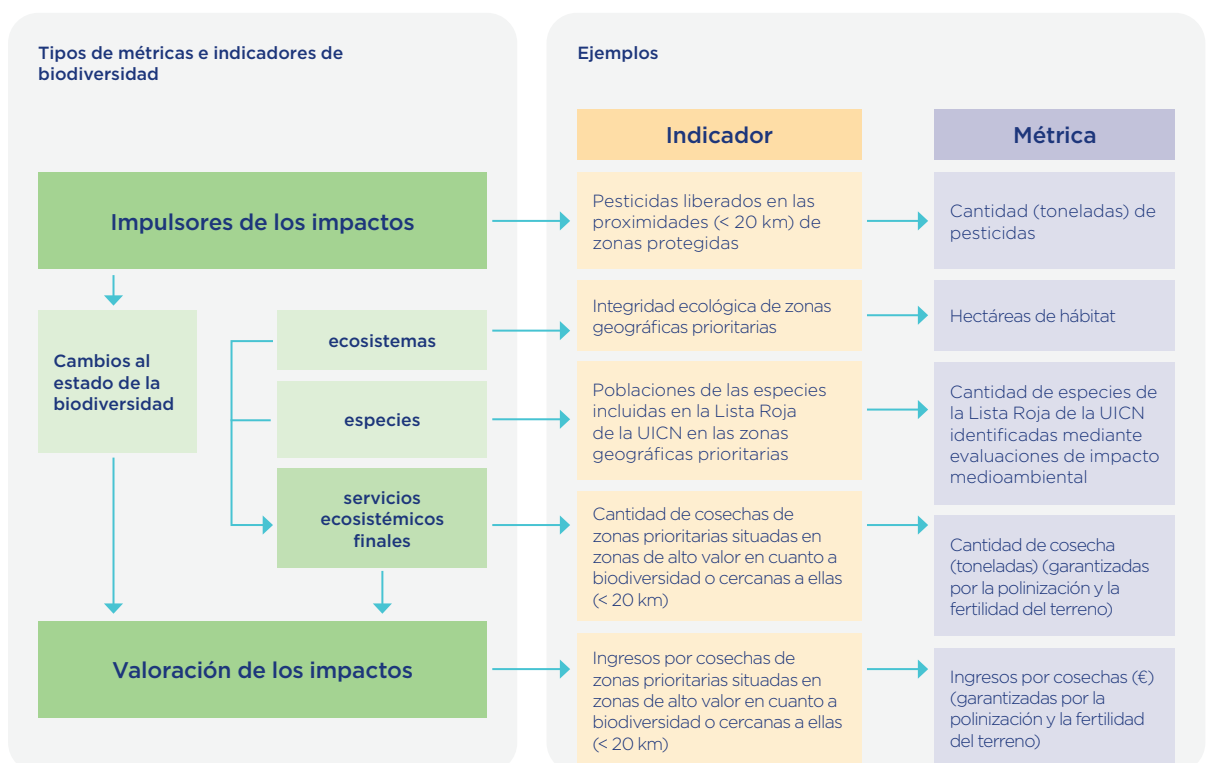 Tipos de métricas e indicadores de
biodiversidad
Impulsores de los impactos
Cambios al
estado de la
biodiversidad
ecosistemas
especies
servicios
ecosistémicos
finales
Valoración de los impactos
Ejemplos
Indicador
Métrica
Pesticidas liberados en las
proximidades (< 20 km) de
zonas protegidas
Cantidad (toneladas) de
pesticidas
Integridad ecológica de zonas
geográficas prioritarias
Hectáreas de hábitat
Poblaciones de las especies
incluidas en la Lista Roja
de la UICN en las zonas
geográficas prioritarias
Cantidad de especies de
la Lista Roja de la UICN
identificadas mediante
evaluaciones de impacto
medioambiental
Cantidad de cosechas de
zonas prioritarias situadas en
zonas de alto valor en cuanto a
biodiversidad o cercanas a ellas
(< 20 km)
Cantidad de cosecha
(toneladas) (garantizadas
por la polinización y la
fertilidad del terreno)
Ingresos por cosechas de
zonas prioritarias situadas en
zonas de alto valor en cuanto a
biodiversidad o cercanas a ellas
(< 20 km)
Ingresos por cosechas (€)
(garantizadas por la
polinización y la fertilidad
del terreno)